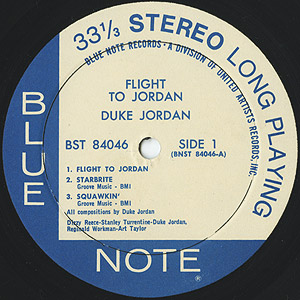 33⅓ STEREO LONG PLAYING
BLUE NOTE RECORDS • A DIVISION OF UNITED ARTISTS RECORDS, INC.
FLIGHT
TO JORDAN
DUKE JORDAN
BST 84046
SIDE 1
(BNST 84046-A)
1. FLIGHT TO JORDAN
2. STARBRITE
Groove Music - BMI
3. SQUAWKIN'
Groove Music - BMI
All compositions by Duke Jordan
Dizzy Reece-Stanley Turrentine-Duke Jordan,
Reginald Workman-Art Taylor
BLUE
NOTE
®